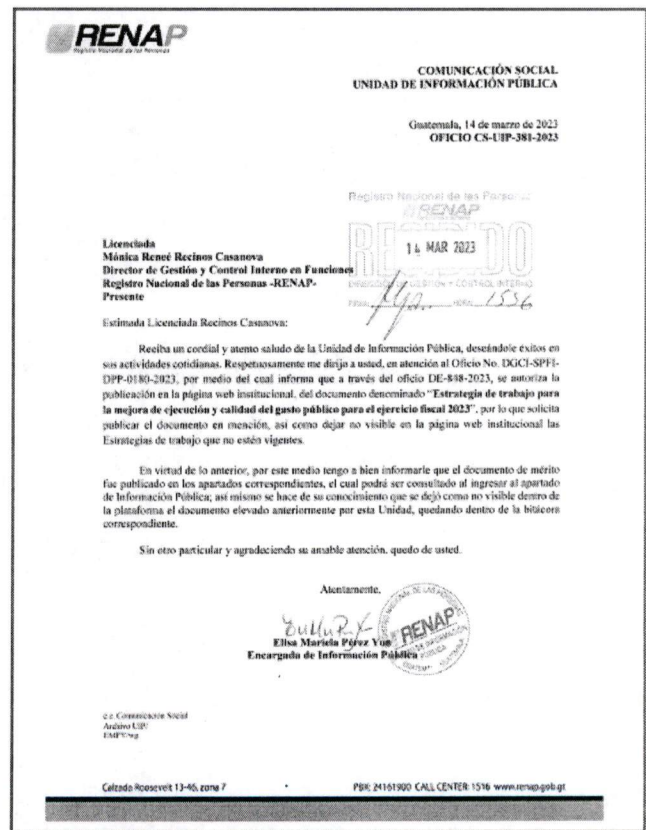 RENAP
Registro Nacional de las Personas
COMUNICACIÓN SOCIAL
UNIDAD DE INFORMACIÓN PÚBLICA
Guatemala, 14 de marzo de 2023
OFICIO CS-UIP-381-2023
Registro Nacional de las Personas
RENAP
RECIBIDO
14 MAR 2023
DIRECCIÓN DE GESTIÓN Y CONTROL INTERNO
FIRMA: HORA: 1536
Licenciada
Mónica Reneé Recinos Casanova
Director de Gestión y Control Interno en Funciones
Registro Nacional de las Personas -RENAP-
Presente
Estimada Licenciada Recinos Casanova:
Reciba un cordial y atento saludo de la Unidad de Información Pública, deseándole éxitos en
sus actividades cotidianas. Respetuosamente me dirijo a usted, en atención al Oficio No. DGCI-SPFI-
DPP-0180-2023, por medio del cual informa que a través del oficio DE-848-2023, se autoriza la
publicación en la página web institucional, del documento denominado "Estrategia de trabajo para
la mejora de ejecución y calidad del gasto público para el ejercicio fiscal 2023", por lo que solicita
publicar el documento en mención, así como dejar no visible en la página web institucional las
Estrategias de trabajo que no estén vigentes.
En virtud de lo anterior, por este medio tengo a bien informarle que el documento de mérito
fue publicado en los apartados correspondientes, el cual podrá ser consultado al ingresar al apartado
de Información Pública; así mismo se hace de su conocimiento que se dejó como no visible dentro de
la plataforma el documento elevado anteriormente por esta Unidad, quedando dentro de la bitácora
correspondiente.
Sin otro particular y agradeciendo su amable atención, quedo de usted.
Atentamente,
Elisa Mariela Pérez Yon
Encargada de Información Pública
RENAP
c.c. Comunicación Social
Archivo UIP/
Calzada Roosevelt 13-46, zona 7
PBX: 24161900 CALL CENTER: 1516 www.renap.gob.gt